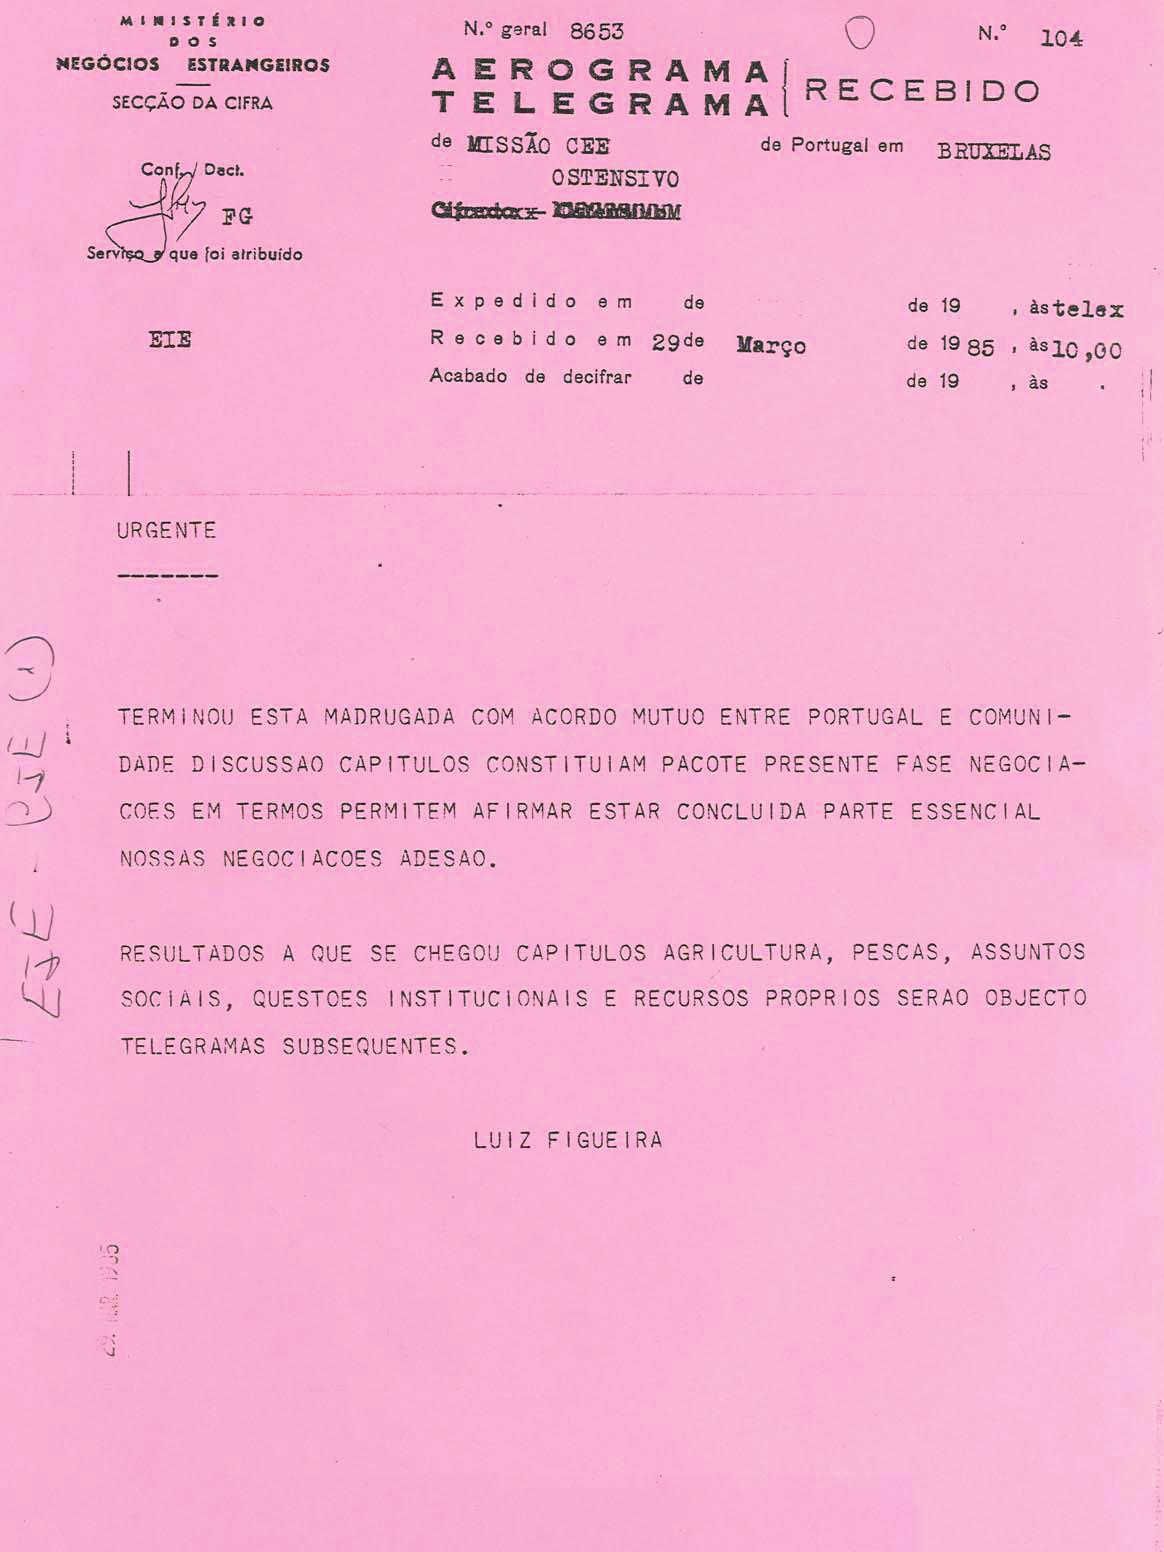 MINISTÉRIO
DOS
NEGÓCIOS ESTRANGEIROS
SECÇÃO DA CIFRA
N.º geral 8653
N.º 104
AEROGRAMA
TELEGRAMA
RECEBIDO
de MISSÃO CEE de Portugal em BRUXELAS
OSTENSIVO
Conf. Dact.
FG
Serviço a que foi atribuído
EIE
Expedido em de de 19 , às telex
Recebido em 29 de Março de 19 85 , às 10,00
Acabado de decifrar de de 19 , às .
URGENTE
-------
TERMINOU ESTA MADRUGADA COM ACORDO MUTUO ENTRE PORTUGAL E COMUNI-
DADE DISCUSSAO CAPITULOS CONSTITUIAM PACOTE PRESENTE FASE NEGOCIA-
COES EM TERMOS PERMITEM AFIRMAR ESTAR CONCLUIDA PARTE ESSENCIAL
NOSSAS NEGOCIACOES ADESAO.
RESULTADOS A QUE SE CHEGOU CAPITULOS AGRICULTURA, PESCAS, ASSUNTOS
SOCIAIS, QUESTOES INSTITUCIONAIS E RECURSOS PROPRIOS SERAO OBJECTO
TELEGRAMAS SUBSEQUENTES.
LUIZ FIGUEIRA
29. MAR. 1985